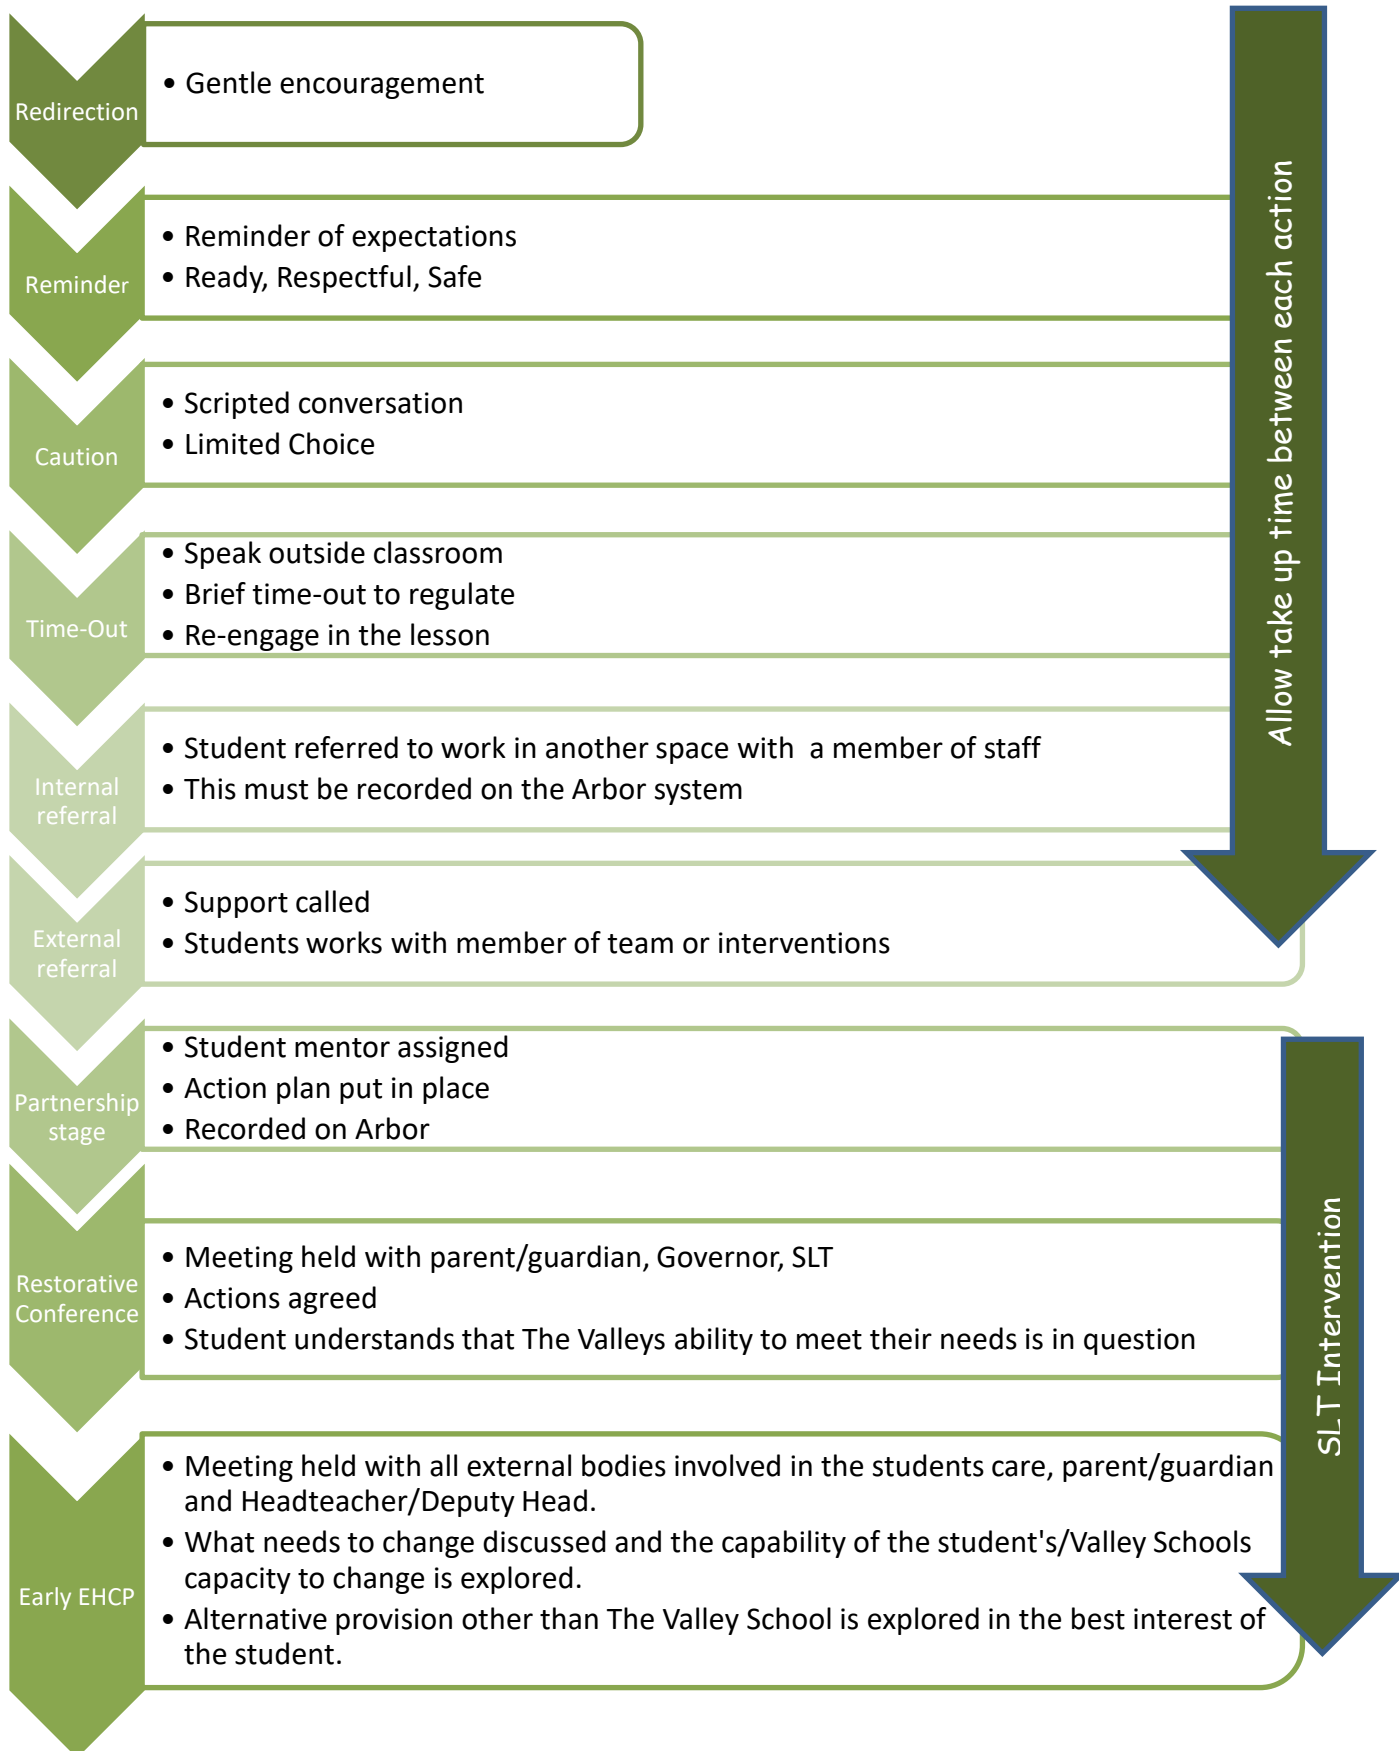 Redirection
• Gentle encouragement
Reminder
• Reminder of expectations
• Ready, Respectful, Safe
Caution
• Scripted conversation
• Limited Choice
Time-Out
• Speak outside classroom
• Brief time-out to regulate
• Re-engage in the lesson
Internal
referral
• Student referred to work in another space with  a member of staff
• This must be recorded on the Arbor system
External
referral
• Support called
• Students works with member of team or interventions
Allow take up time between each action
Partnership
stage
• Student mentor assigned
• Action plan put in place
• Recorded on Arbor
Restorative
Conference
• Meeting held with parent/guardian, Governor, SLT
• Actions agreed
• Student understands that The Valleys ability to meet their needs is in question
Early EHCP
• Meeting held with all external bodies involved in the students care, parent/guardian
and Headteacher/Deputy Head.
• What needs to change discussed and the capability of the student's/Valley Schools
capacity to change is explored.
• Alternative provision other than The Valley School is explored in the best interest of
the student.
SLT Intervention